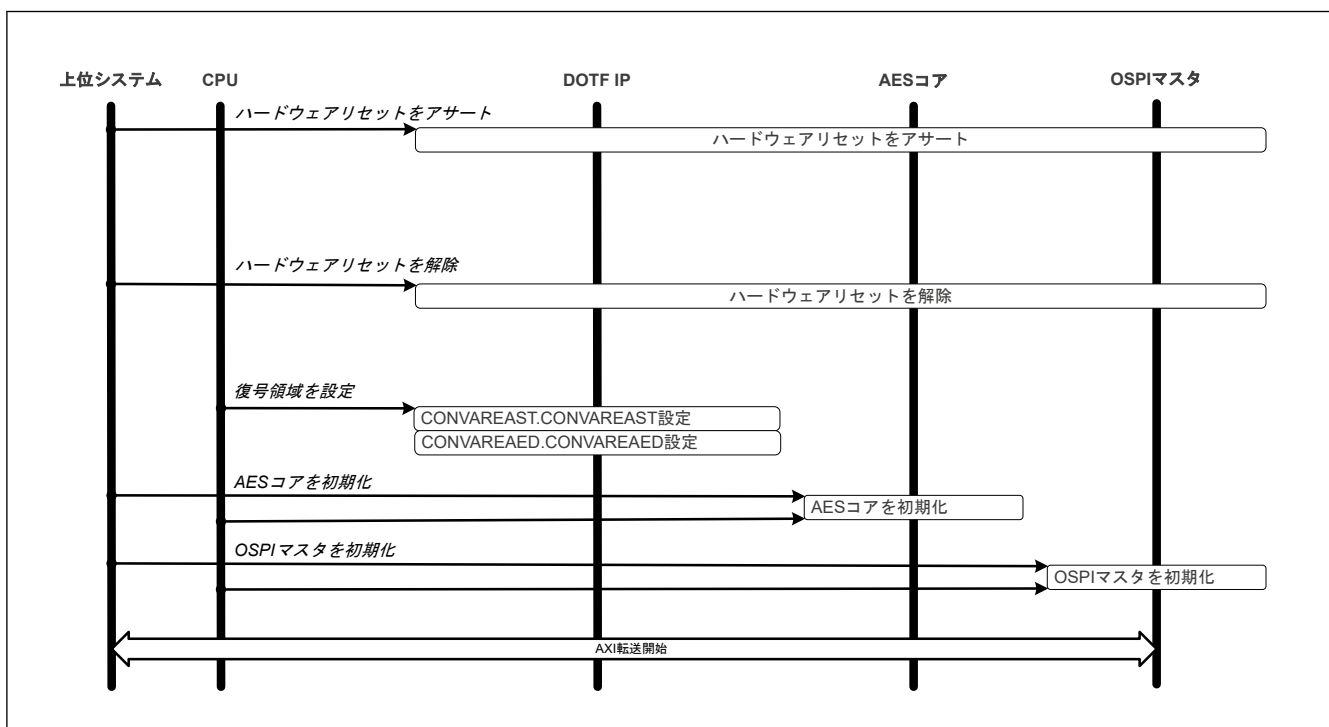 上位システム CPU DOTF IP AESコア OSPIマスタ
ハードウェアリセットをアサート
ハードウェアリセットをアサート
ハードウェアリセットを解除
ハードウェアリセットを解除
復号領域を設定
CONVAREAST.CONVAREAST設定
CONVAREAED.CONVAREAED設定
AESコアを初期化
AESコアを初期化
OSPIマスタを初期化
OSPIマスタを初期化
AXI転送開始